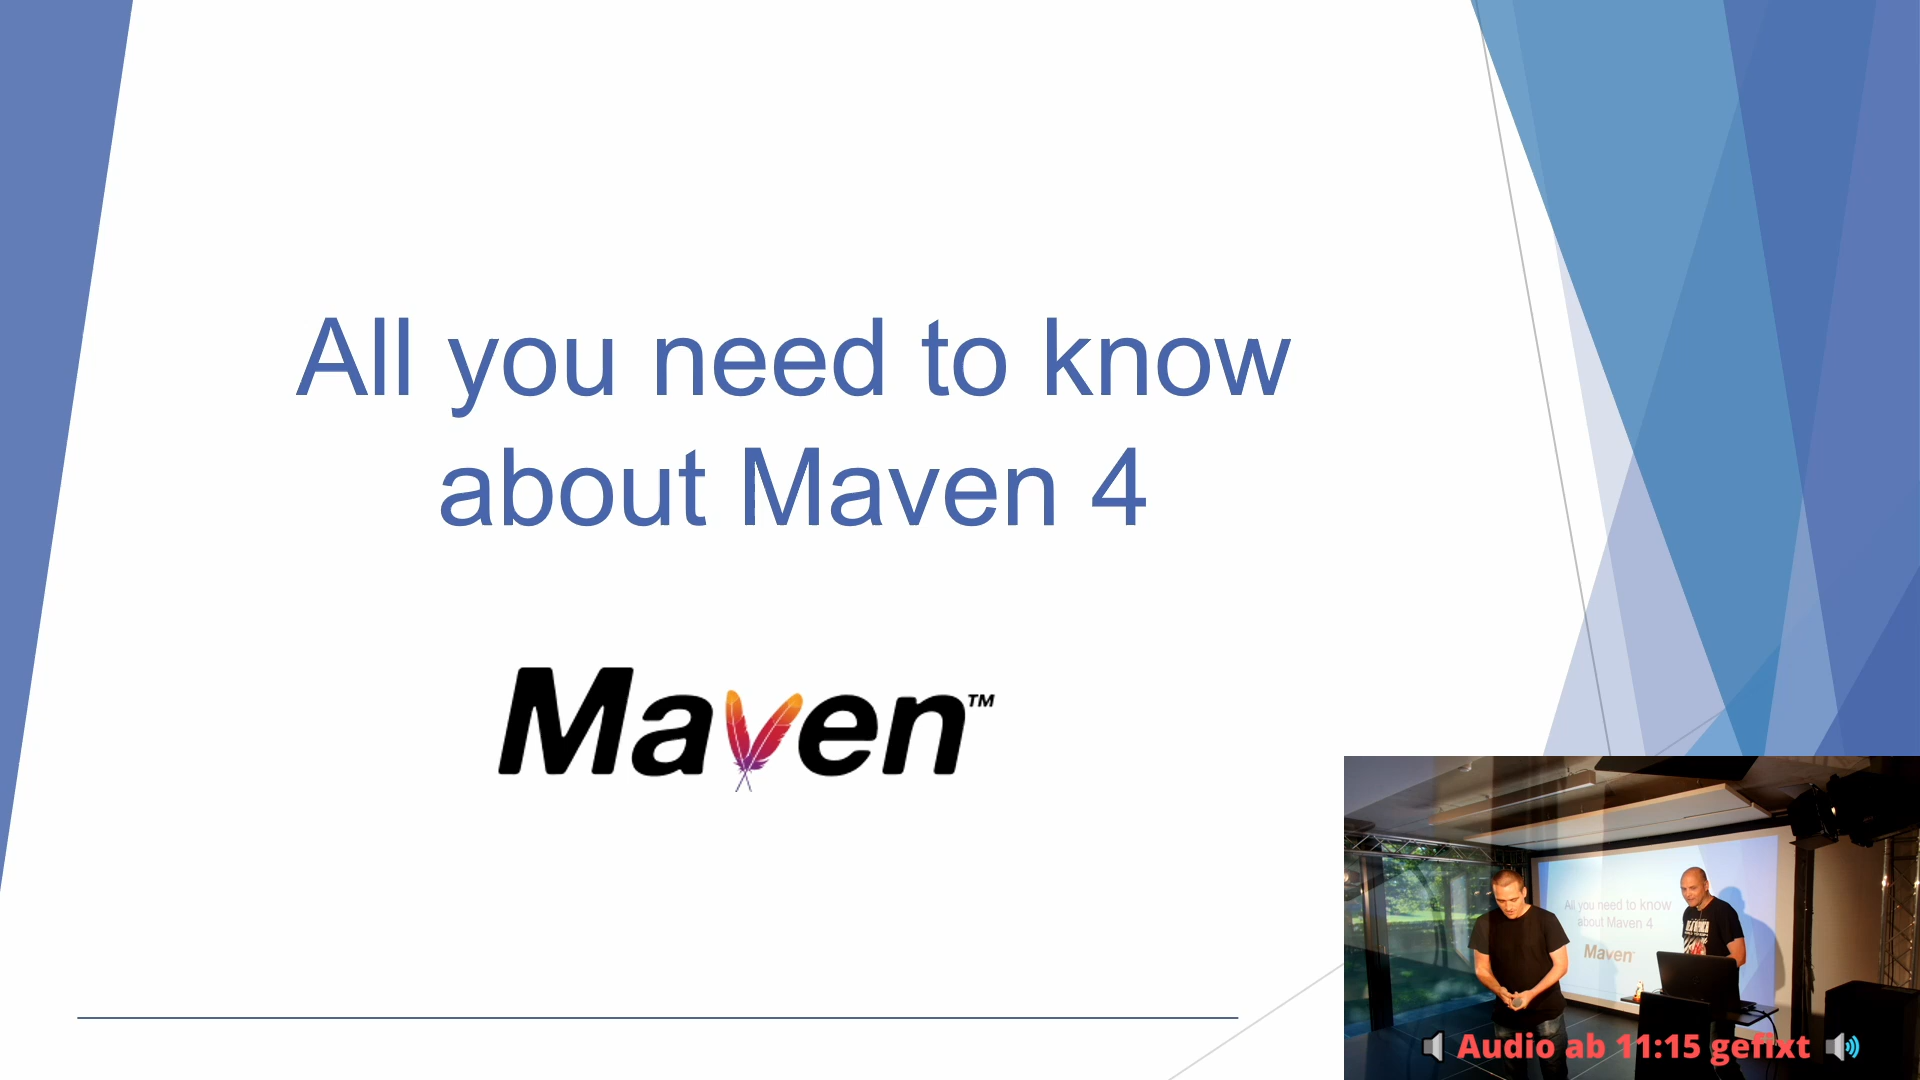 All you need to know
about Maven 4
Maven™
All you need to know
about Maven 4
Maven
Audio ab 11:15 gefixt